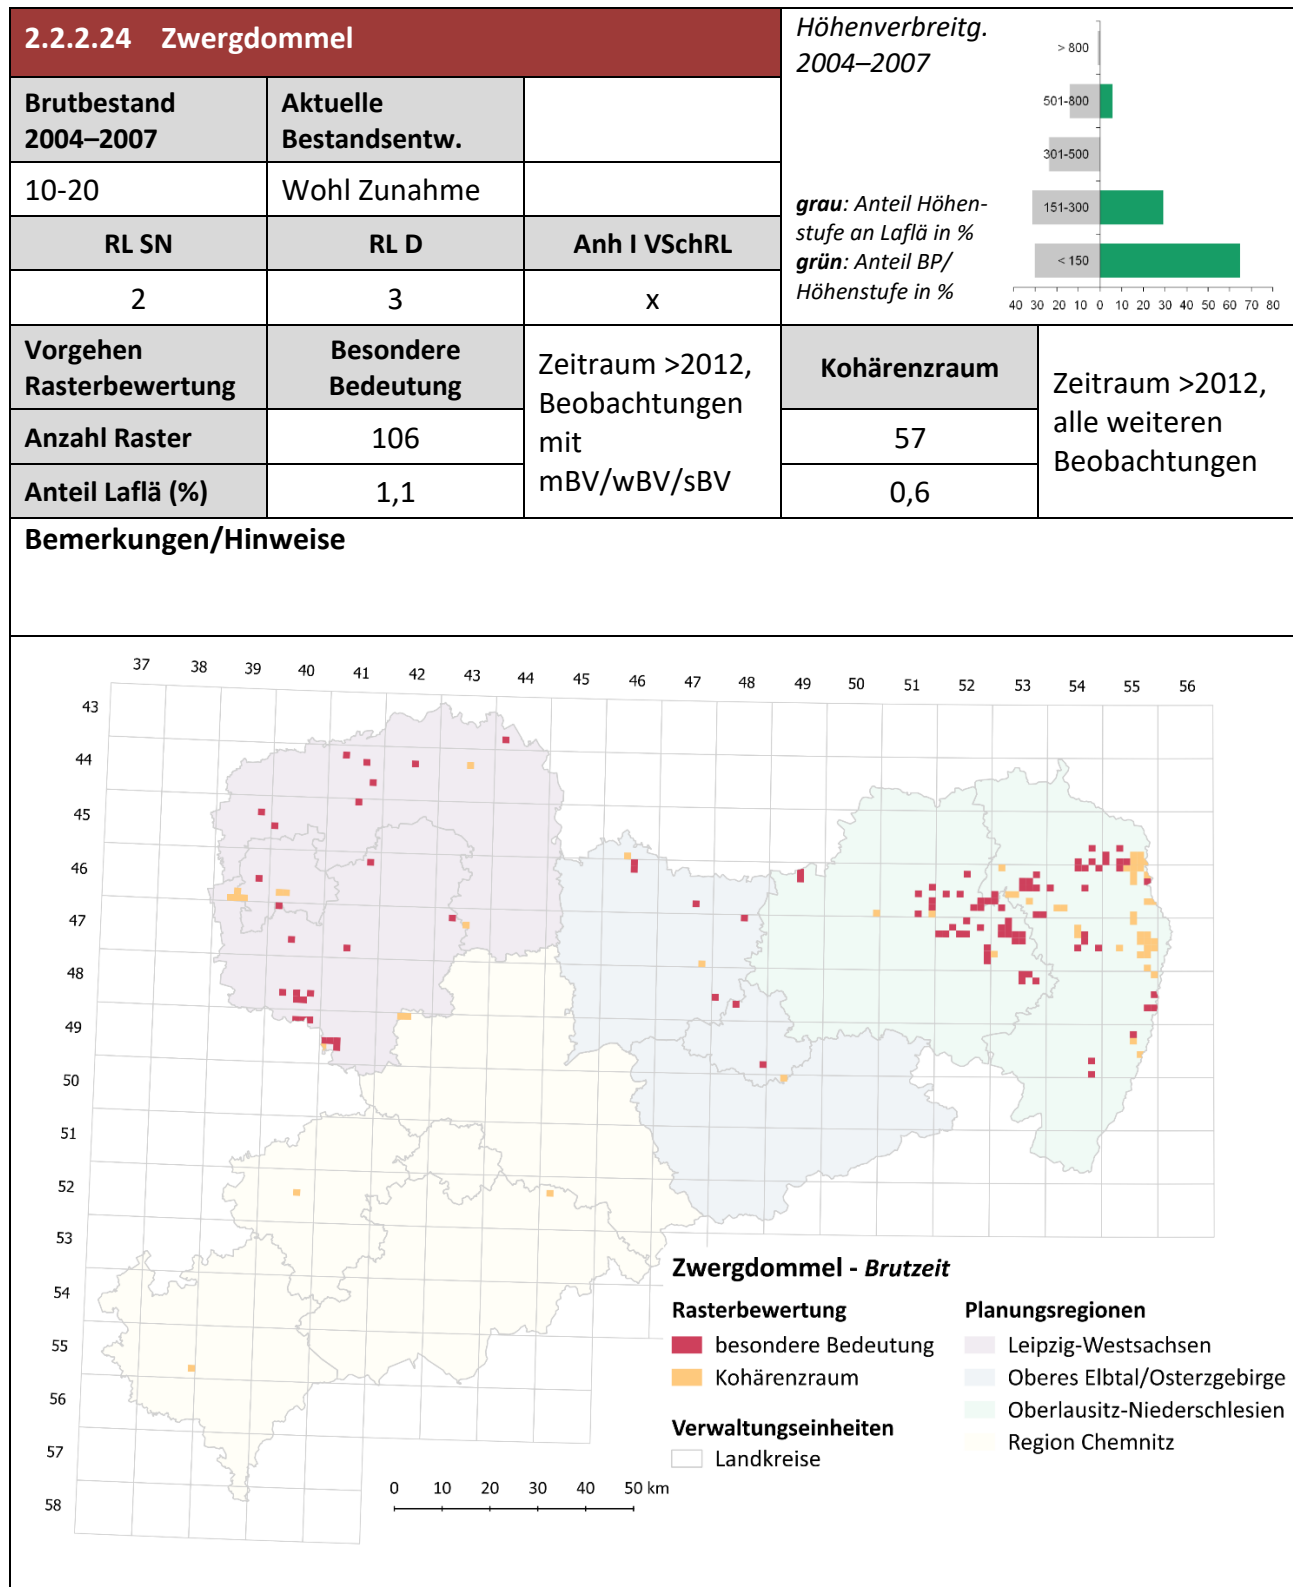 2.2.2.24 Zwergdommel
Höhenverbreitg.
2004–2007
> 800
501-800
301-500
151-300
< 150
40 30 20 10 0 10 20 30 40 50 60 70 80
grau: Anteil Höhen-
stufe an Laflä in %
grün: Anteil BP/
Höhenstufe in %
Brutbestand
2004–2007
Aktuelle
Bestandsentw.
10-20
Wohl Zunahme
RL SN
RL D
Anh I VSchRL
2
3
x
Vorgehen
Rasterbewertung
Besondere
Bedeutung
Zeitraum >2012,
Beobachtungen
mit
mBV/wBV/sBV
Kohärenzraum
Zeitraum >2012,
alle weiteren
Beobachtungen
Anzahl Raster
106
57
Anteil Laflä (%)
1,1
0,6
Bemerkungen/Hinweise
37 38 39 40 41 42 43 44 45 46 47 48 49 50 51 52 53 54 55 56
43
44
45
46
47
48
49
50
51
52
53
54
55
56
57
58
Zwergdommel - Brutzeit
Rasterbewertung
besondere Bedeutung
Kohärenzraum
Verwaltungseinheiten
Landkreise
Planungsregionen
Leipzig-Westsachsen
Oberes Elbtal/Osterzgebirge
Oberlausitz-Niederschlesien
Region Chemnitz
0 10 20 30 40 50 km